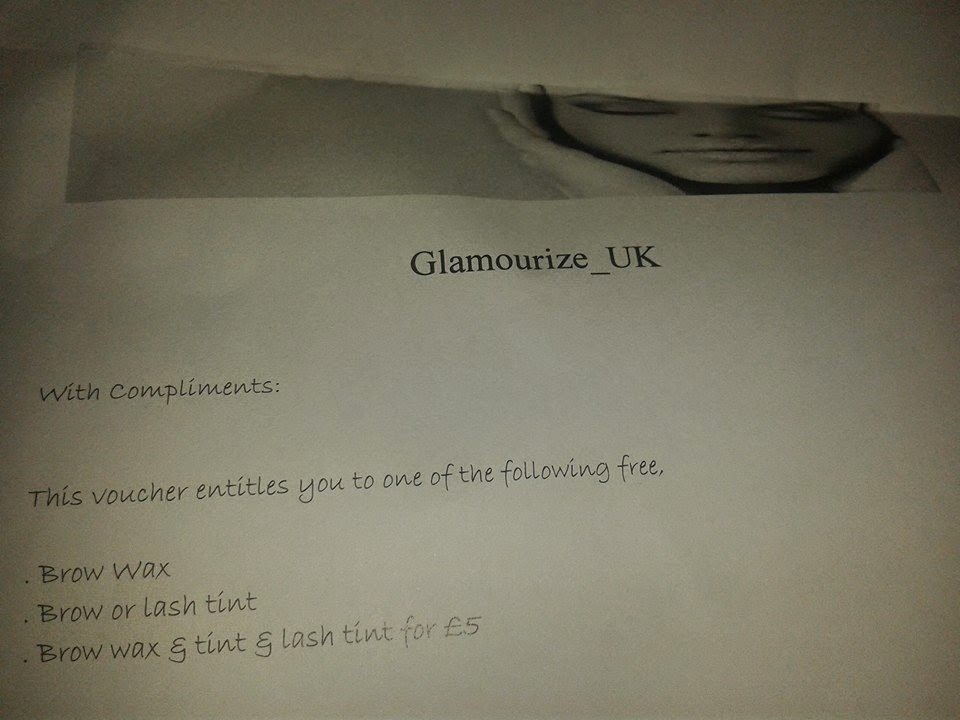 Glamourize_UK
With Compliments:
This voucher entitles you to one of the following free,
. Brow Wax
. Brow or lash tint
. Brow wax & tint & lash tint for £5